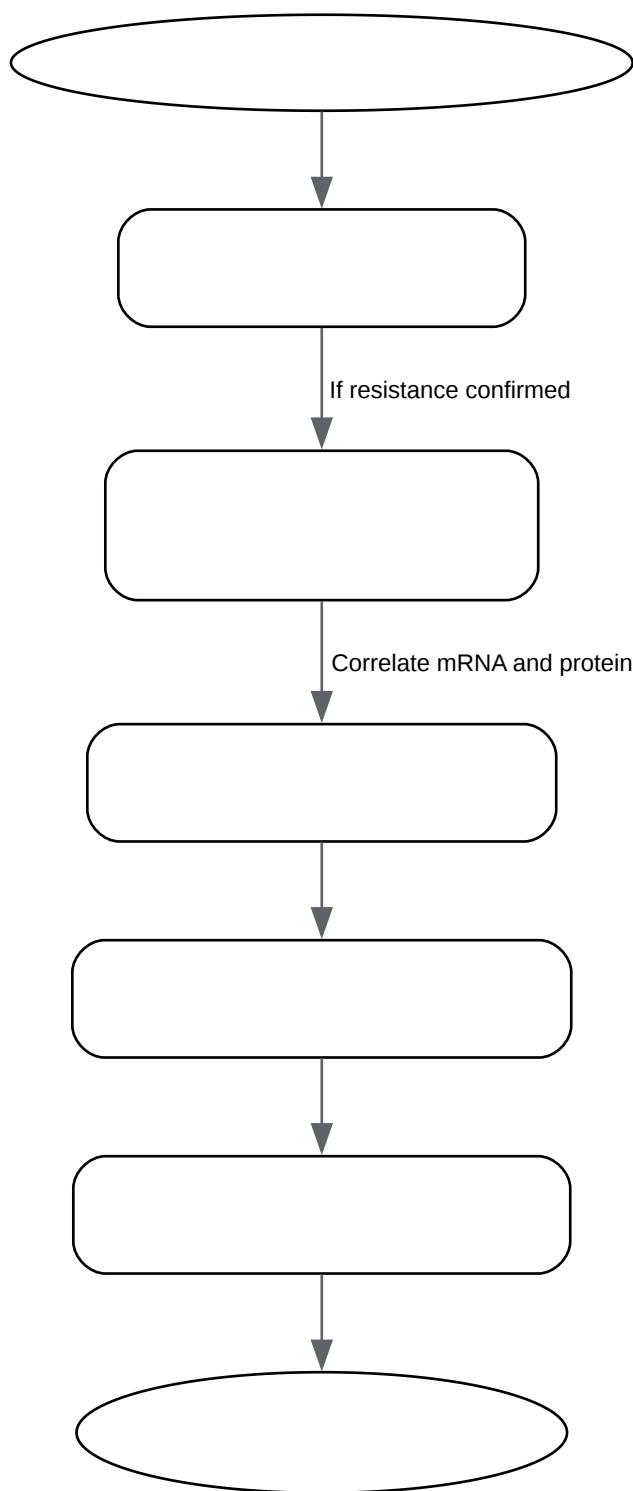 If resistance confirmed
Correlate mRNA and protein